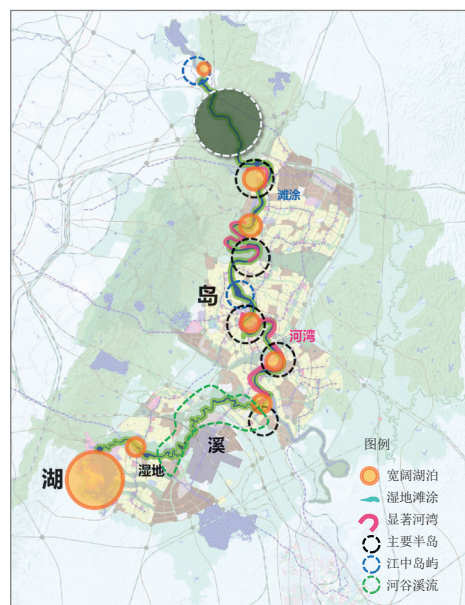 滩涂
岛
河湾
溪
湿地
湖
图例
宽阔湖泊
湿地滩涂
显著河湾
主要半岛
江中岛屿
河谷溪流